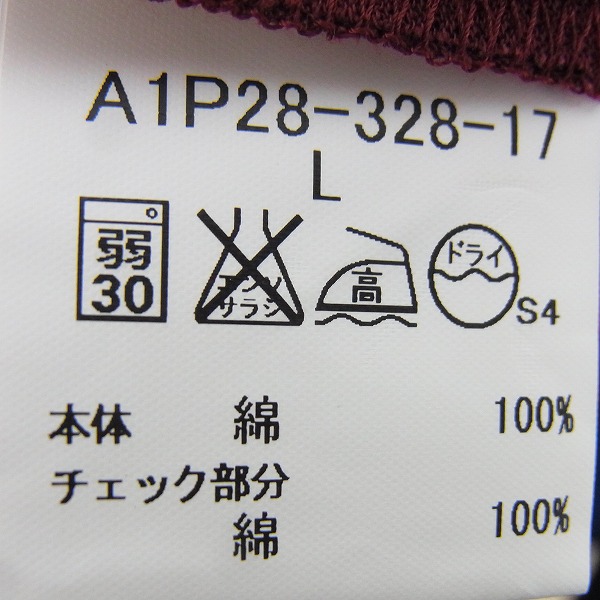 A1P28-328-17
L
弱
30
エンソ
サラシ
高
ドライ
S4
本体 綿 100%
チェック部分
綿 100%